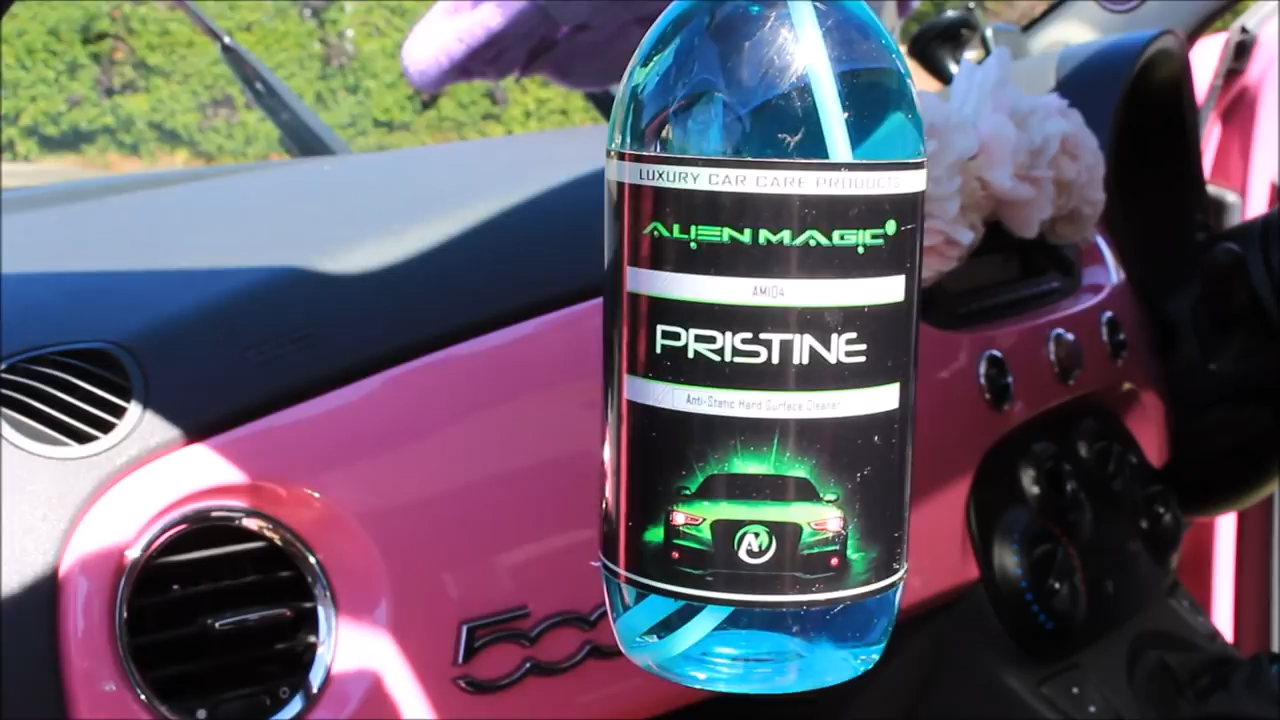 LUXURY CAR CARE PRODUCTS
ALIEN MAGIC
AM104
PRISTINE
Anti-Static Hard Surface Cleaner
500